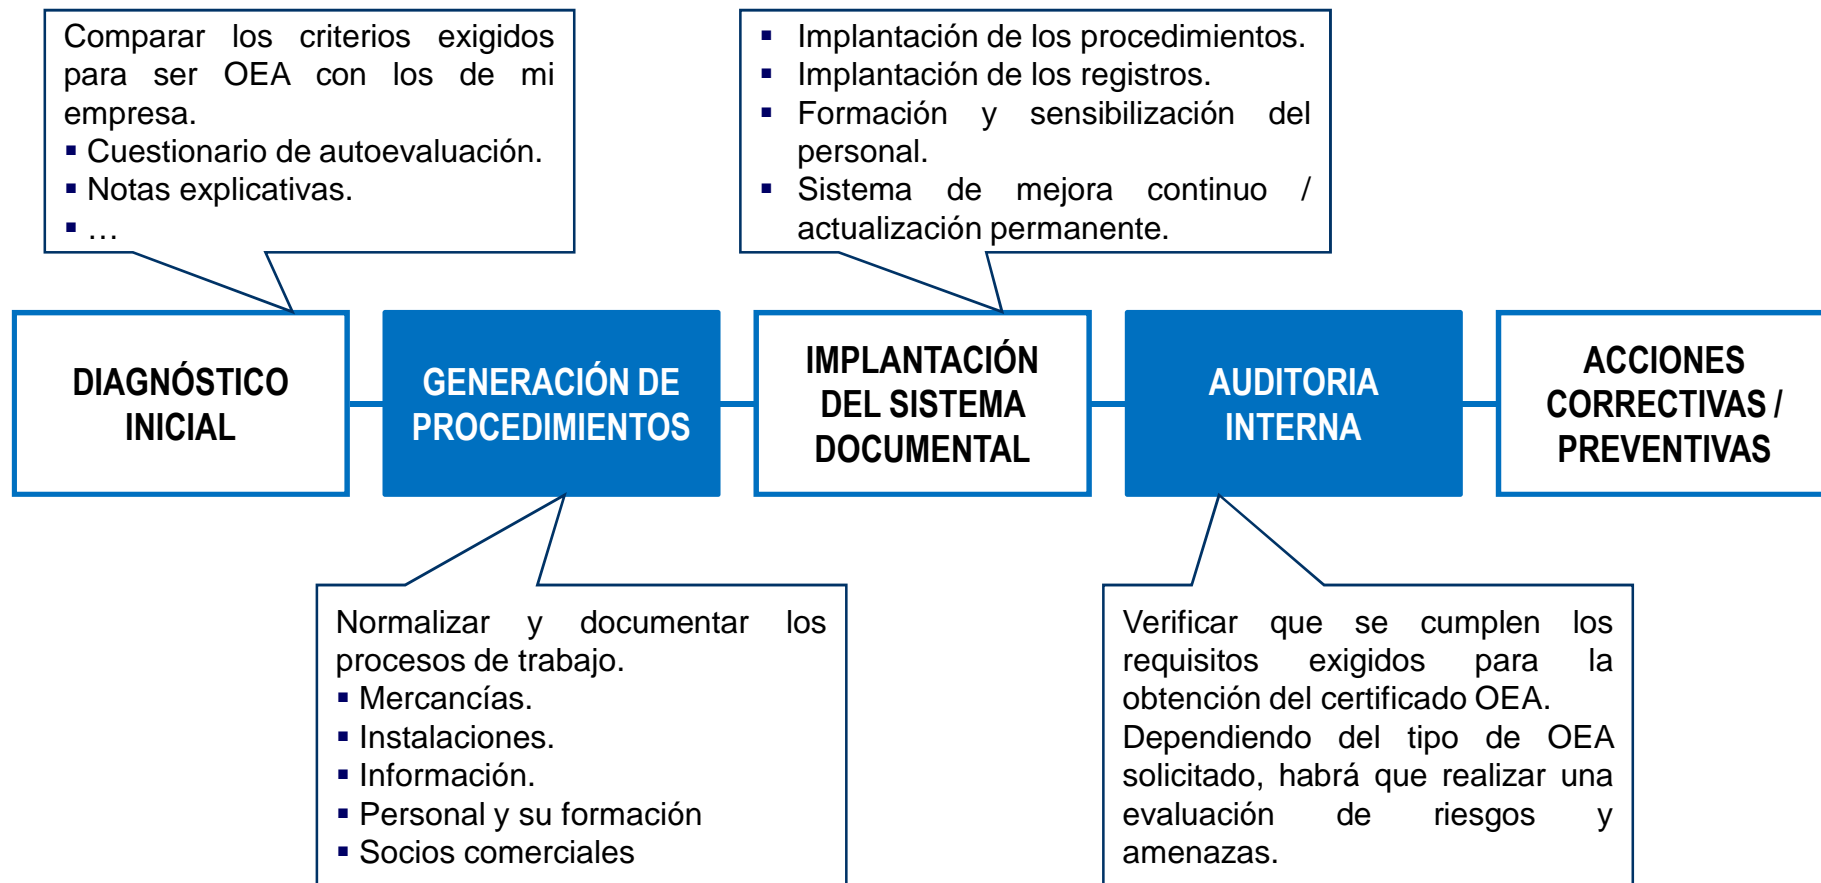 Comparar los criterios exigidos
para ser OEA con los de mi
empresa.
▪ Cuestionario de autoevaluación.
▪ Notas explicativas.
▪ …
▪ Implantación de los procedimientos.
▪ Implantación de los registros.
▪ Formación y sensibilización del
personal.
▪ Sistema de mejora continuo /
actualización permanente.
DIAGNÓSTICO
INICIAL
GENERACIÓN DE
PROCEDIMIENTOS
IMPLANTACIÓN
DEL SISTEMA
DOCUMENTAL
AUDITORIA
INTERNA
ACCIONES
CORRECTIVAS /
PREVENTIVAS
Normalizar y documentar los
procesos de trabajo.
▪ Mercancías.
▪ Instalaciones.
▪ Información.
▪ Personal y su formación
▪ Socios comerciales
Verificar que se cumplen los
requisitos exigidos para la
obtención del certificado OEA.
Dependiendo del tipo de OEA
solicitado, habrá que realizar una
evaluación de riesgos y
amenazas.